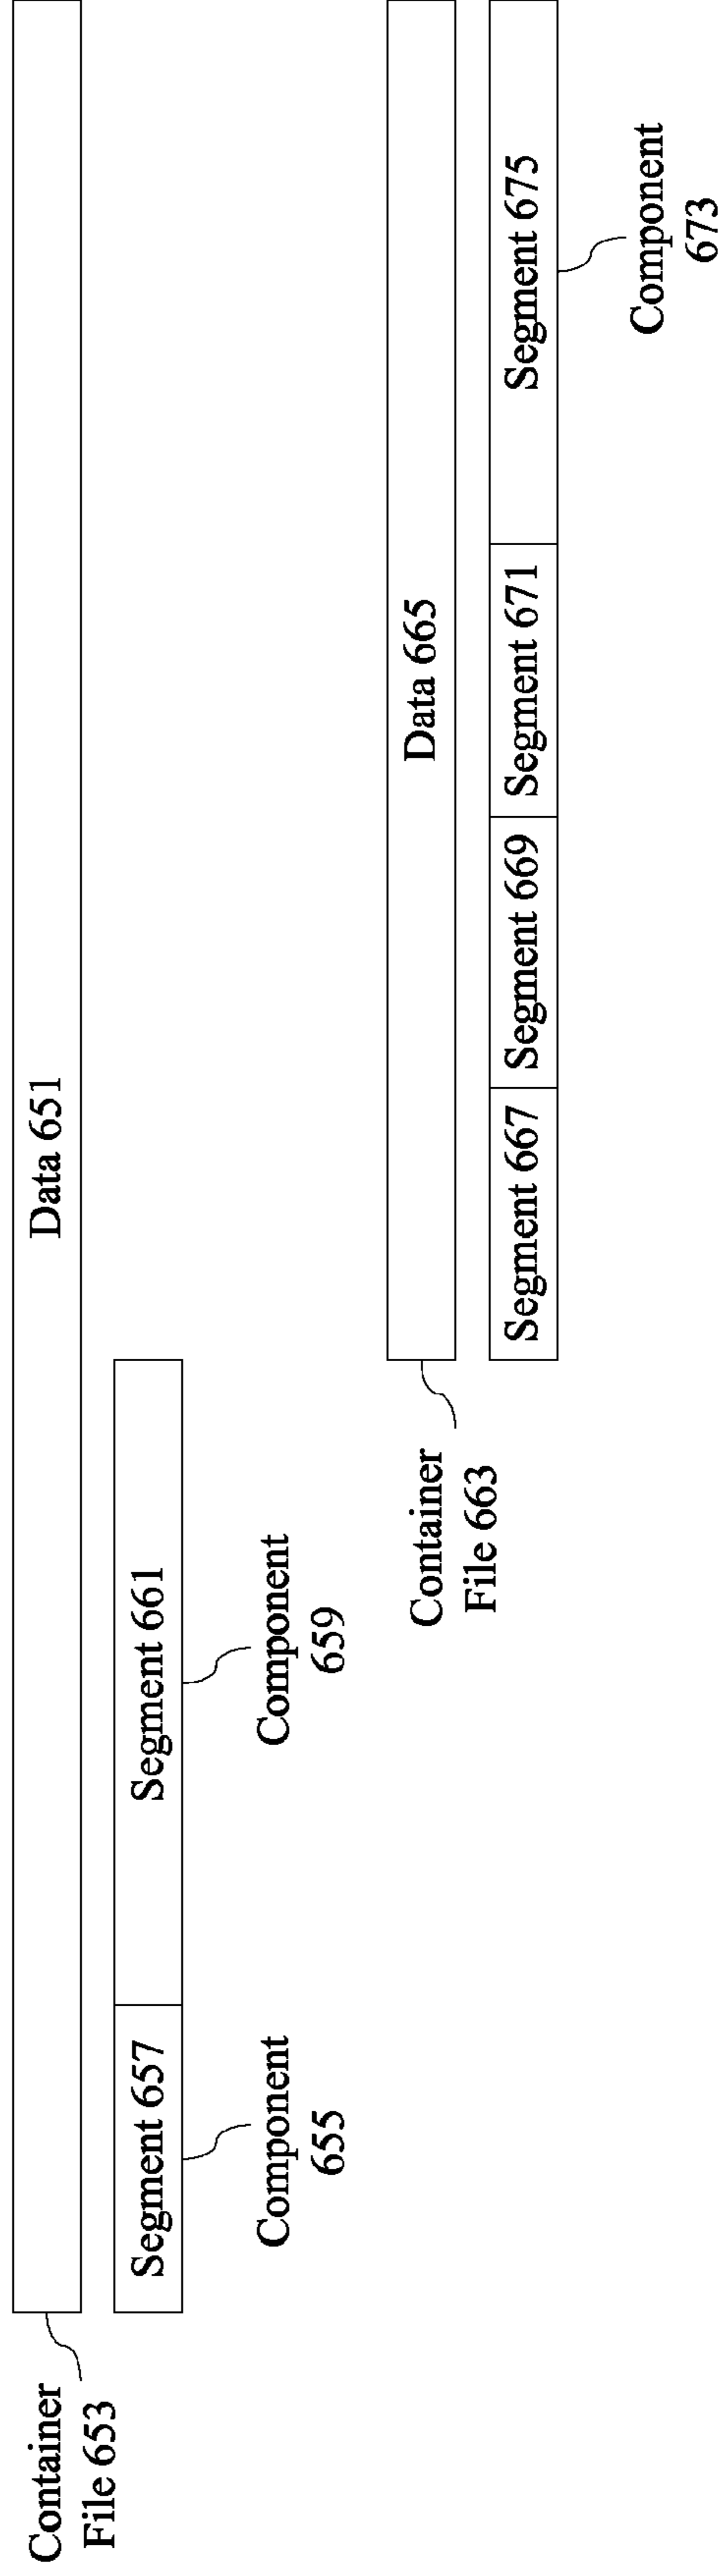 Data 651
Container
File 653
Segment 657
Segment 661
Component
655
Component
659
Data 665
Container
File 663
Segment 667
Segment 669
Segment 671
Segment 675
Component
673